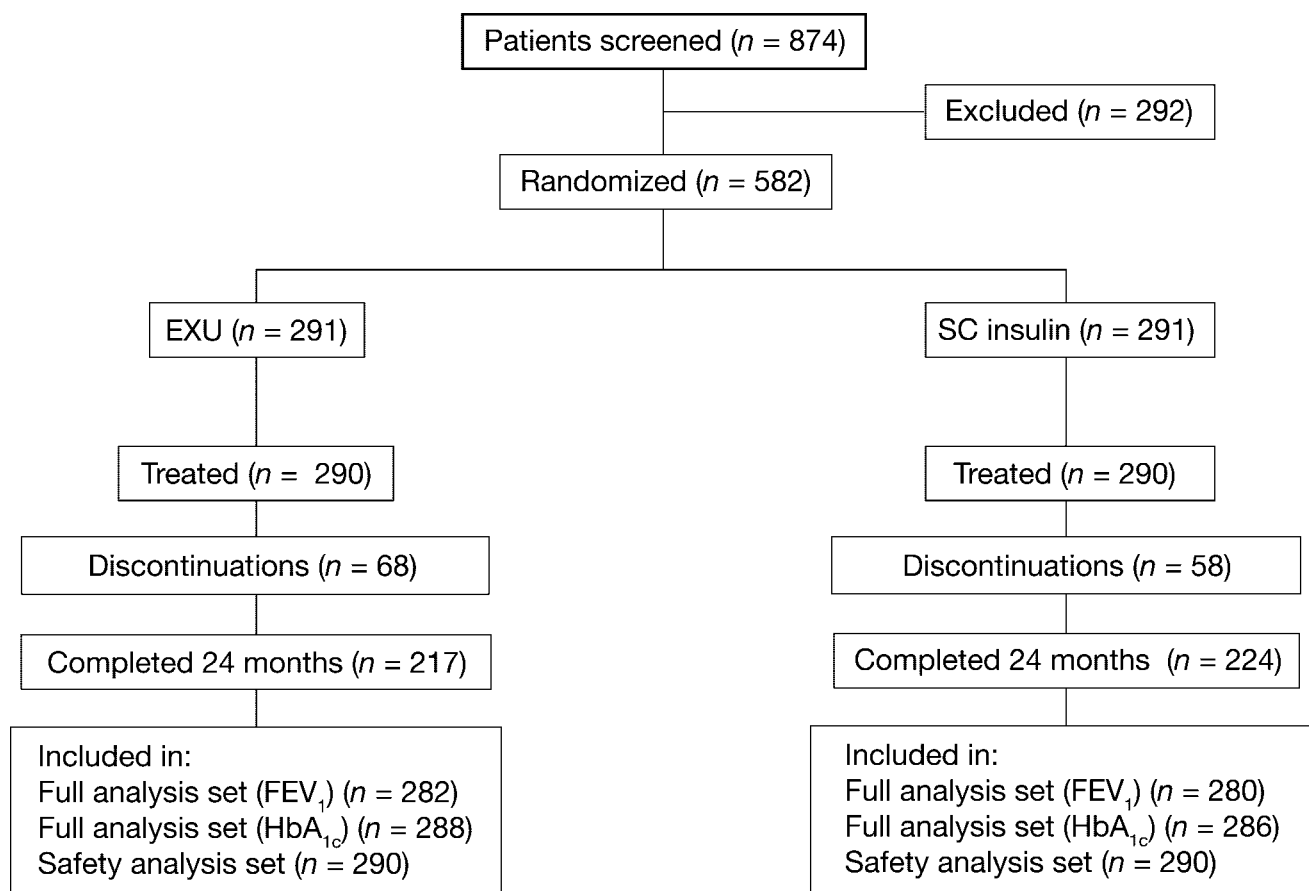 Patients screened (n = 874)
Excluded (n = 292)
Randomized (n = 582)
EXU (n = 291)
SC insulin (n = 291)
Treated (n = 290)
Treated (n = 290)
Discontinuations (n = 68)
Discontinuations (n = 58)
Completed 24 months (n = 217)
Completed 24 months (n = 224)
Included in:
Full analysis set (FEV₁) (n = 282)
Full analysis set (HbA₁c) (n = 288)
Safety analysis set (n = 290)
Included in:
Full analysis set (FEV₁) (n = 280)
Full analysis set (HbA₁c) (n = 286)
Safety analysis set (n = 290)